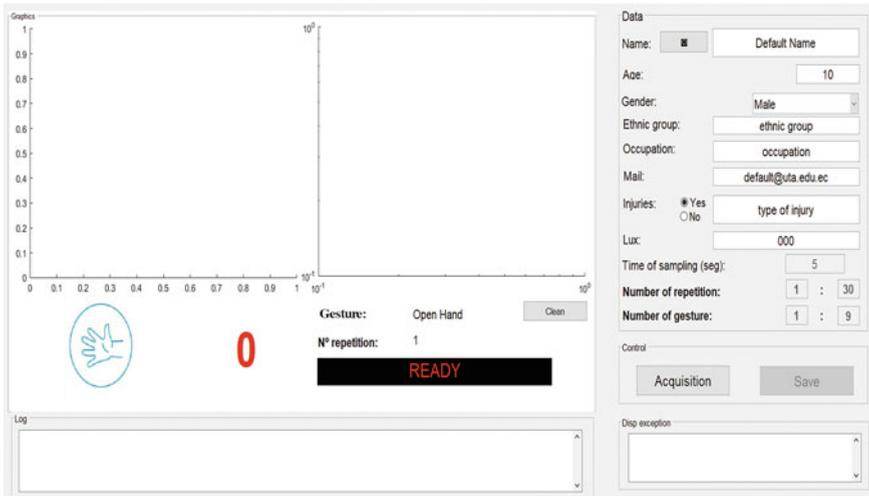 Graphics
1
0.9
0.8
0.7
0.6
0.5
0.4
0.3
0.2
0.1
0
0 0.1 0.2 0.3 0.4 0.5 0.6 0.7 0.8 0.9 1
10⁰
10⁻¹
10⁻¹ 10⁰
Gesture: Open Hand Clean
Nº repetition: 1
0
READY
Log
Data
Name: Default Name
Age: 10
Gender: Male
Ethnic group: ethnic group
Occupation: occupation
Mail: default@uta.edu.ec
Injuries: Yes
No
type of injury
Lux: 000
Time of sampling (seg): 5
Number of repetition: 1 : 30
Number of gesture: 1 : 9
Control
Acquisition Save
Disp exception